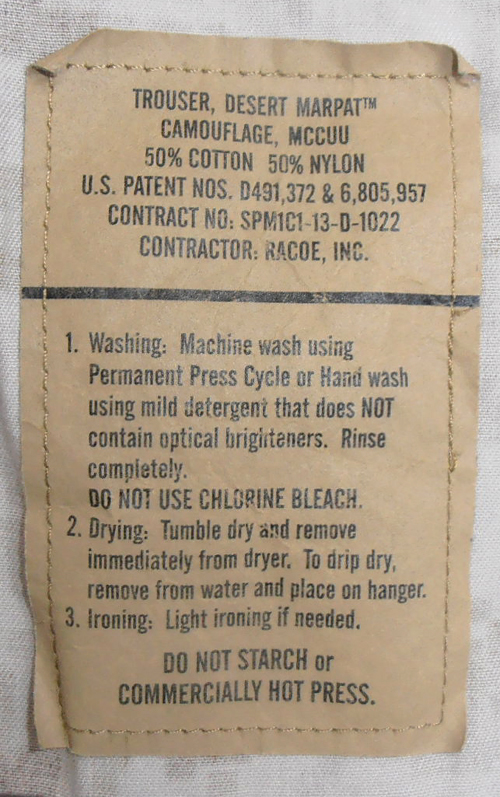 TROUSER, DESERT MARPAT™
CAMOUFLAGE, MCCUU
50% COTTON 50% NYLON
U.S. PATENT NOS. D491,372 & 6,805,957
CONTRACT NO: SPM1C1-13-D-1022
CONTRACTOR: RACOE, INC.
1. Washing: Machine wash using
Permanent Press Cycle or Hand wash
using mild detergent that does NOT
contain optical brighteners. Rinse
completely.
DO NOT USE CHLORINE BLEACH.
2. Drying: Tumble dry and remove
immediately from dryer. To drip dry,
remove from water and place on hanger.
3. Ironing: Light ironing if needed.
DO NOT STARCH or
COMMERCIALLY HOT PRESS.